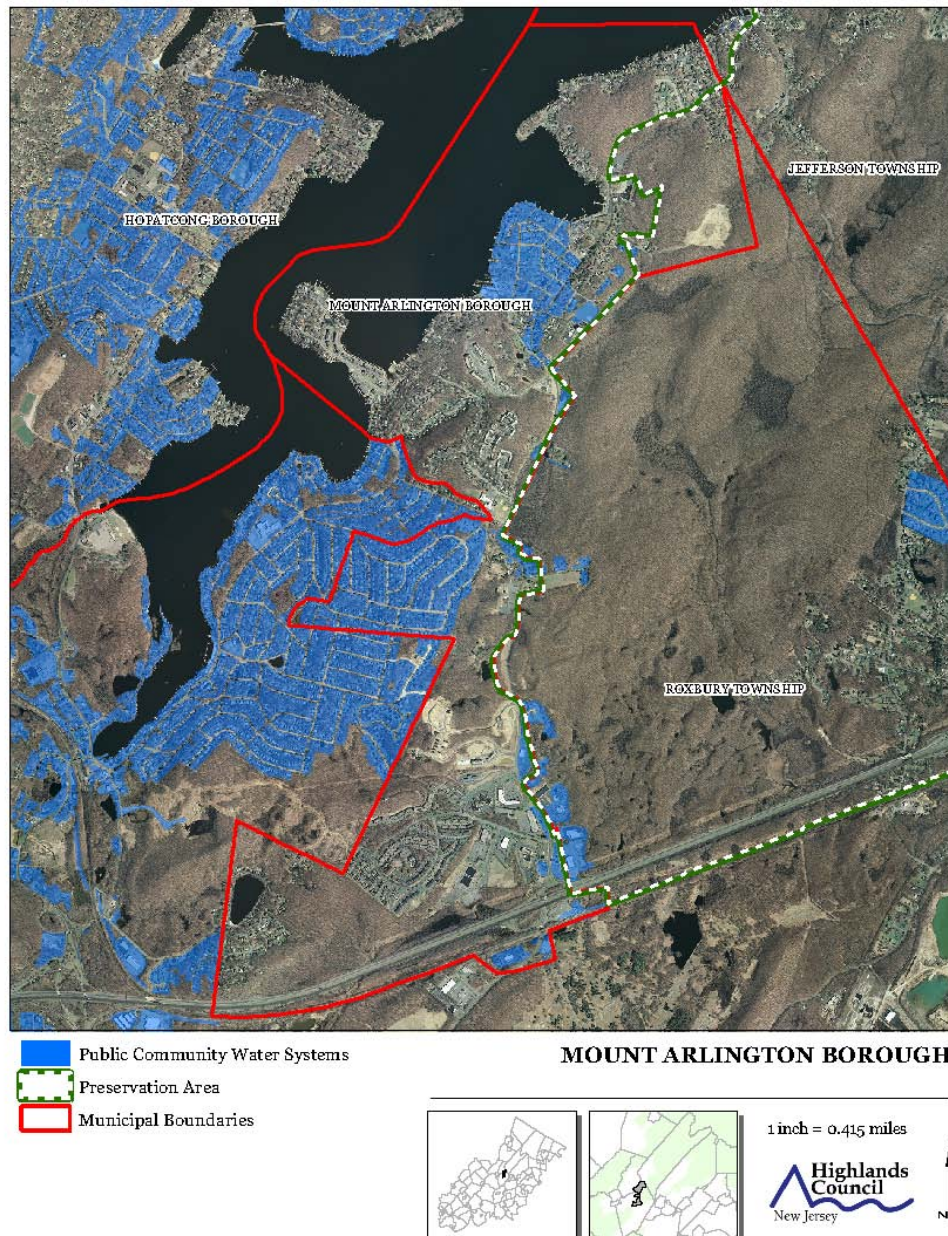 JEFFERSON TOWNSHIP
HOPATCONG BOROUGH
MOUNT ARLINGTON BOROUGH
ROXBURY TOWNSHIP
Public Community Water Systems
Preservation Area
Municipal Boundaries
MOUNT ARLINGTON BOROUGH
1 inch = 0.415 miles
Highlands
Council
New Jersey